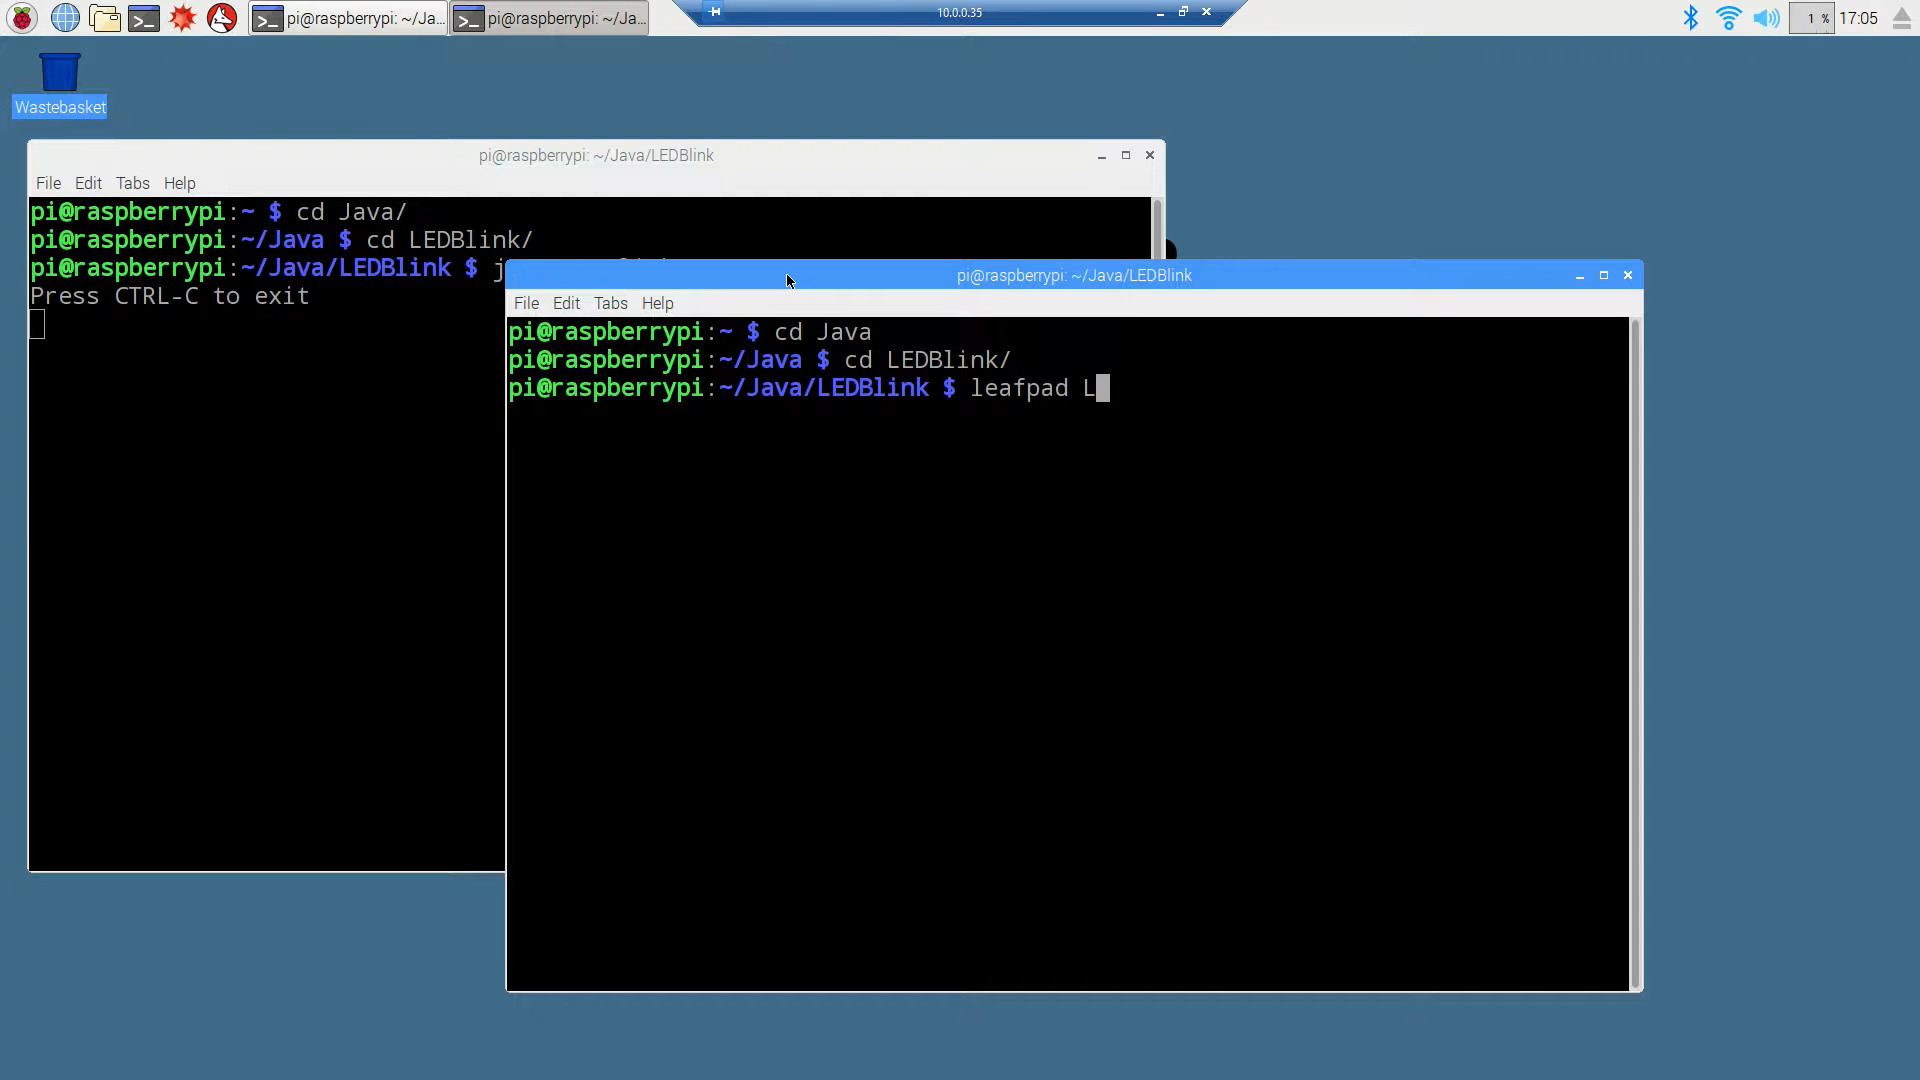 pi@raspberrypi: ~/Ja...
pi@raspberrypi: ~/Ja...
10.0.0.35
1 %
17:05
Wastebasket
pi@raspberrypi: ~/Java/LEDBlink
File Edit Tabs Help
pi@raspberrypi:~ $ cd Java/
pi@raspberrypi:~/Java $ cd LEDBlink/
pi@raspberrypi:~/Java/LEDBlink $ j
Press CTRL-C to exit
pi@raspberrypi: ~/Java/LEDBlink
File Edit Tabs Help
pi@raspberrypi:~ $ cd Java
pi@raspberrypi:~/Java $ cd LEDBlink/
pi@raspberrypi:~/Java/LEDBlink $ leafpad L